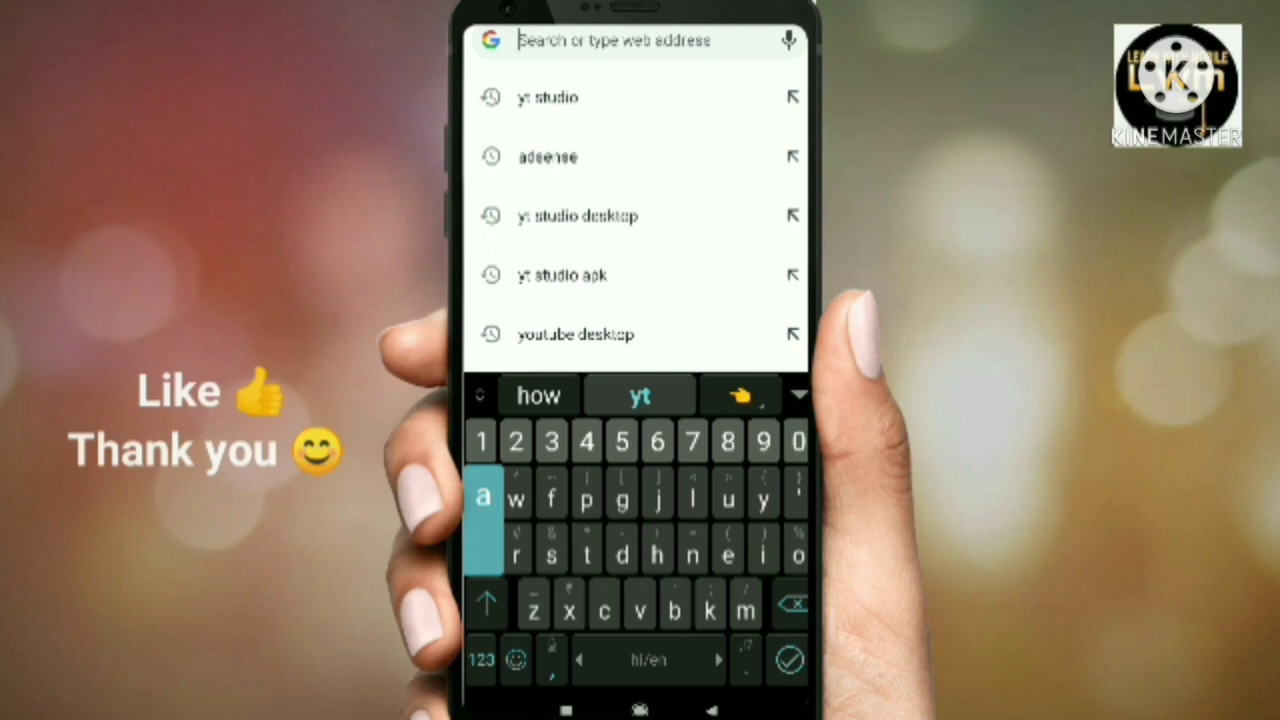 Search or type web address
yt studio
adsense
yt studio desktop
yt studio apk
youtube desktop
Like 👍
Thank you 😊
how yt 👈
1 2 3 4 5 6 7 8 9 0
a w f p g j l u y '
r s t d h n e i o
z x c v b k m
123 , hi/en .
KINEMASTER